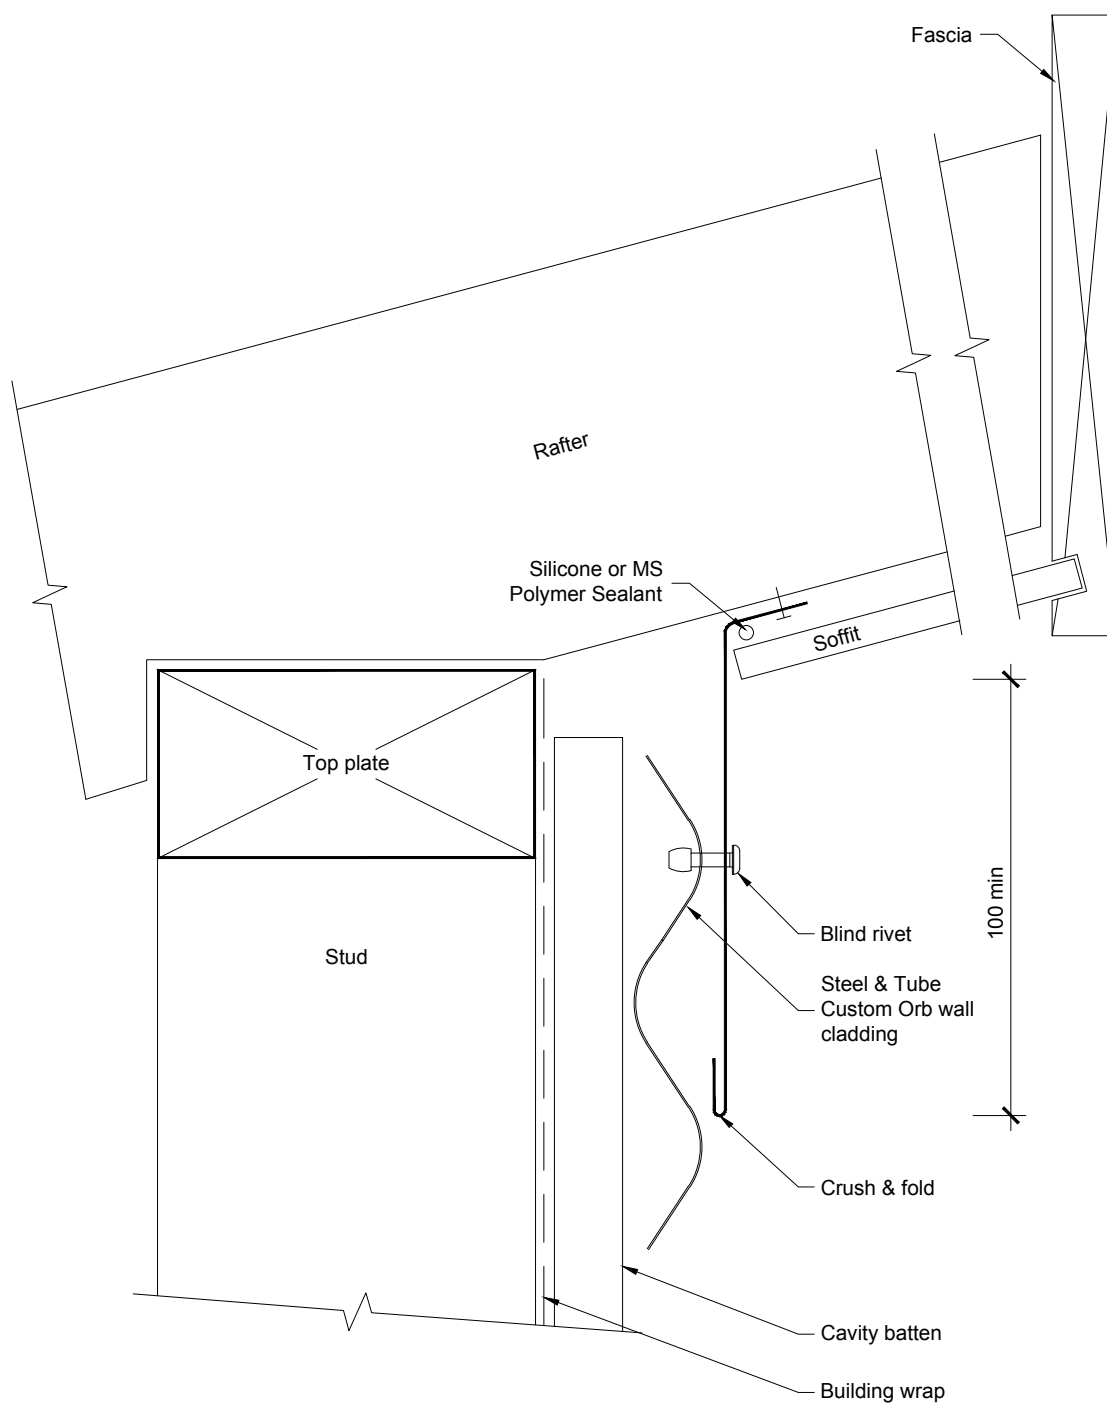 Fascia
Rafter
Silicone or MS
Polymer Sealant
Soffit
Top plate
100 min
Blind rivet
Stud
Steel & Tube
Custom Orb wall
cladding
Crush & fold
Cavity batten
Building wrap